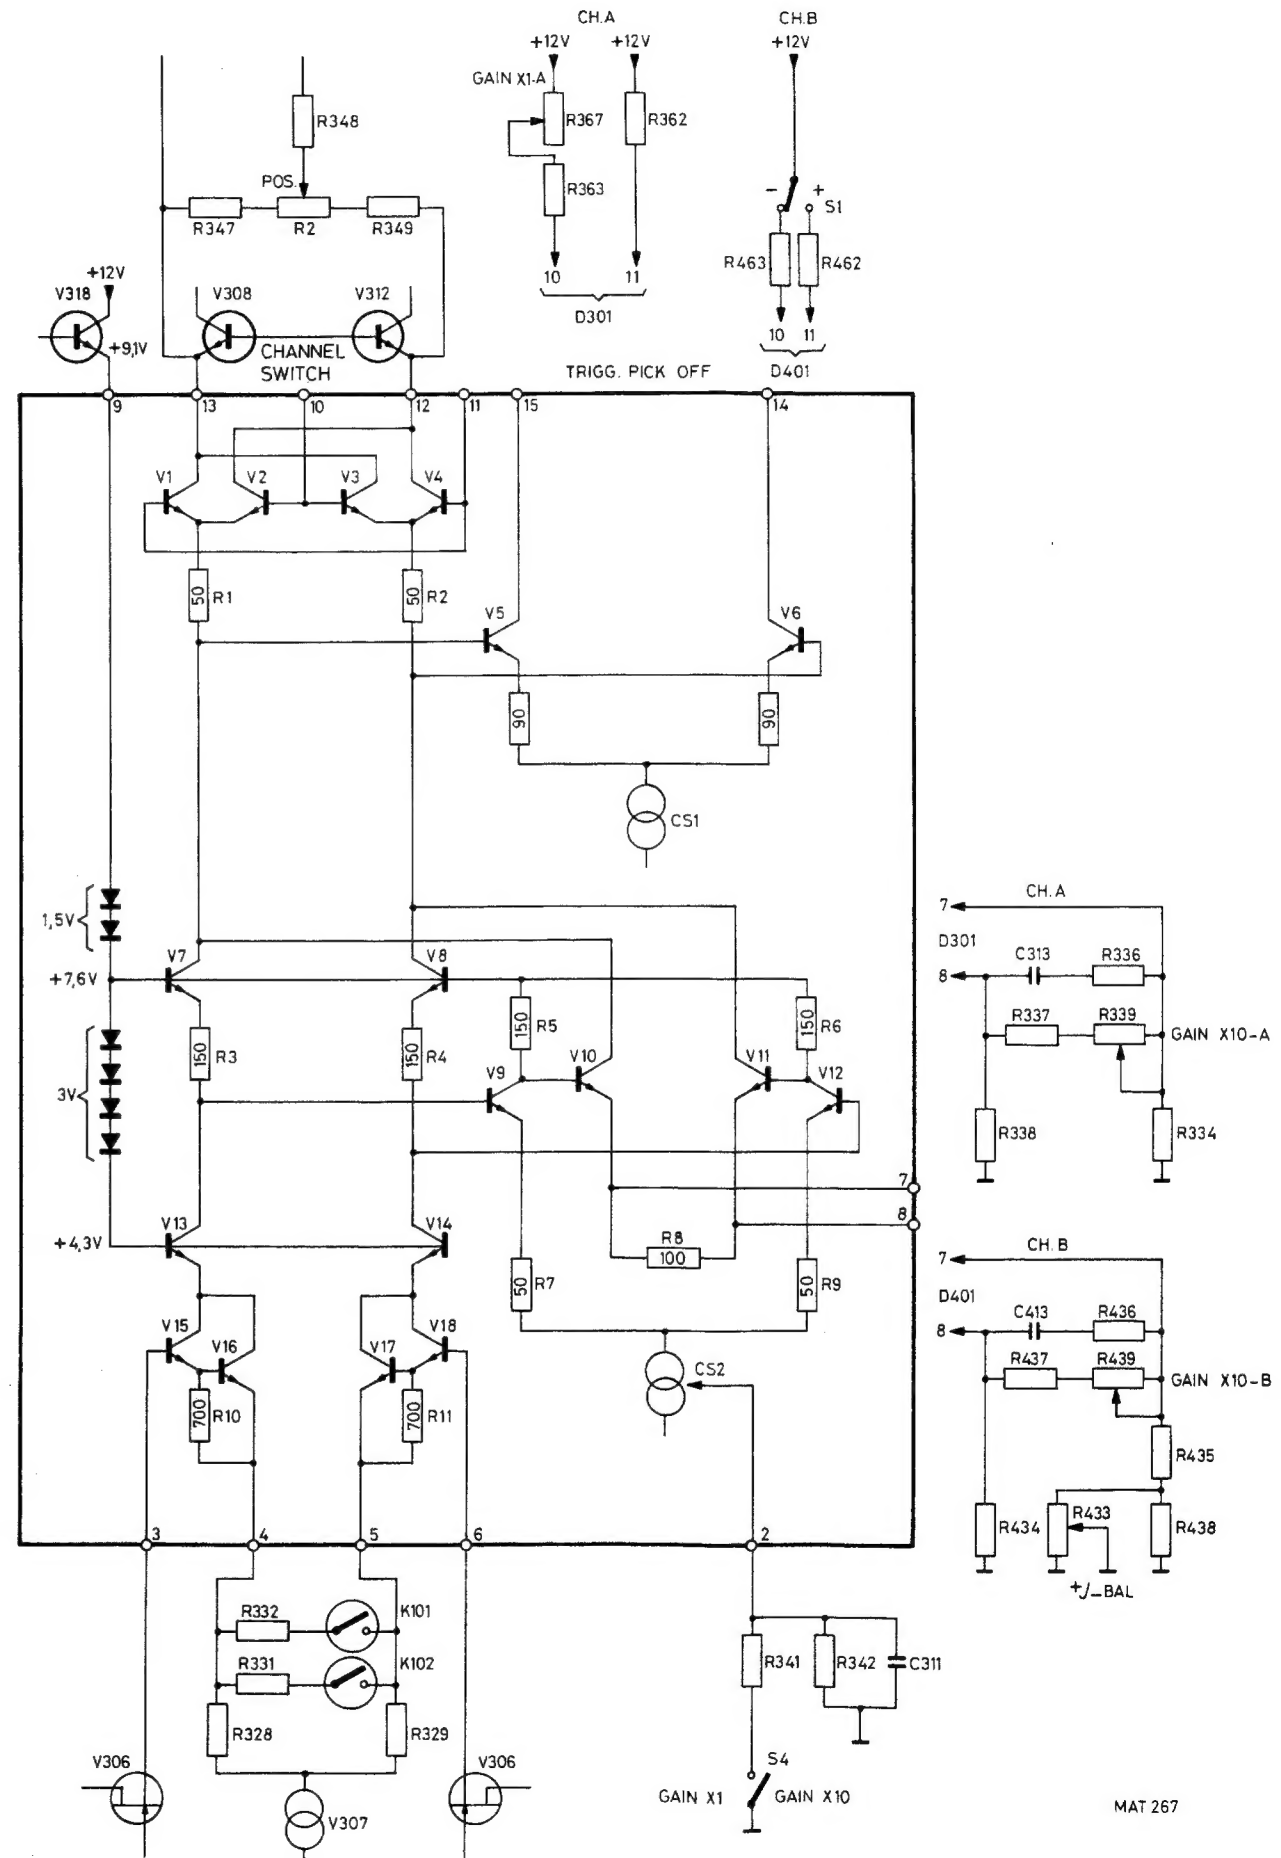 CH.A
CH.B
+12V
+12V
+12V
GAIN X1-A
R367
R362
R348
R363
POS.
- +
S1
R347
R2
R349
R463
R462
10
11
+12V
V318
V308
V312
D301
10 11
+9,1V
CHANNEL
SWITCH
TRIGG. PICK OFF
D401
9
13
10
12
11
15
14
V1
V2
V3
V4
50
R1
50
R2
V5
V6
90
90
CS1
1,5V
CH.A
7
D301
V7
V8
C313
R336
+7,6V
8
150
R5
150
R6
R337
R339
GAIN X10-A
150
R3
150
R4
V10
V11
V9
V12
3V
R338
R334
7
V13
V14
8
+4,3V
R8
100
CH.B
7
50
R7
50
R9
D401
V15
V16
V17
V18
C413
R436
8
CS2
R437
R439
GAIN X10-B
700
R10
700
R11
R435
R434
R433
R438
3
4
5
6
2
+/-BAL
R332
K101
R331
K102
R341
R342
C311
R328
R329
V306
V306
S4
GAIN X1
GAIN X10
V307
MAT 267